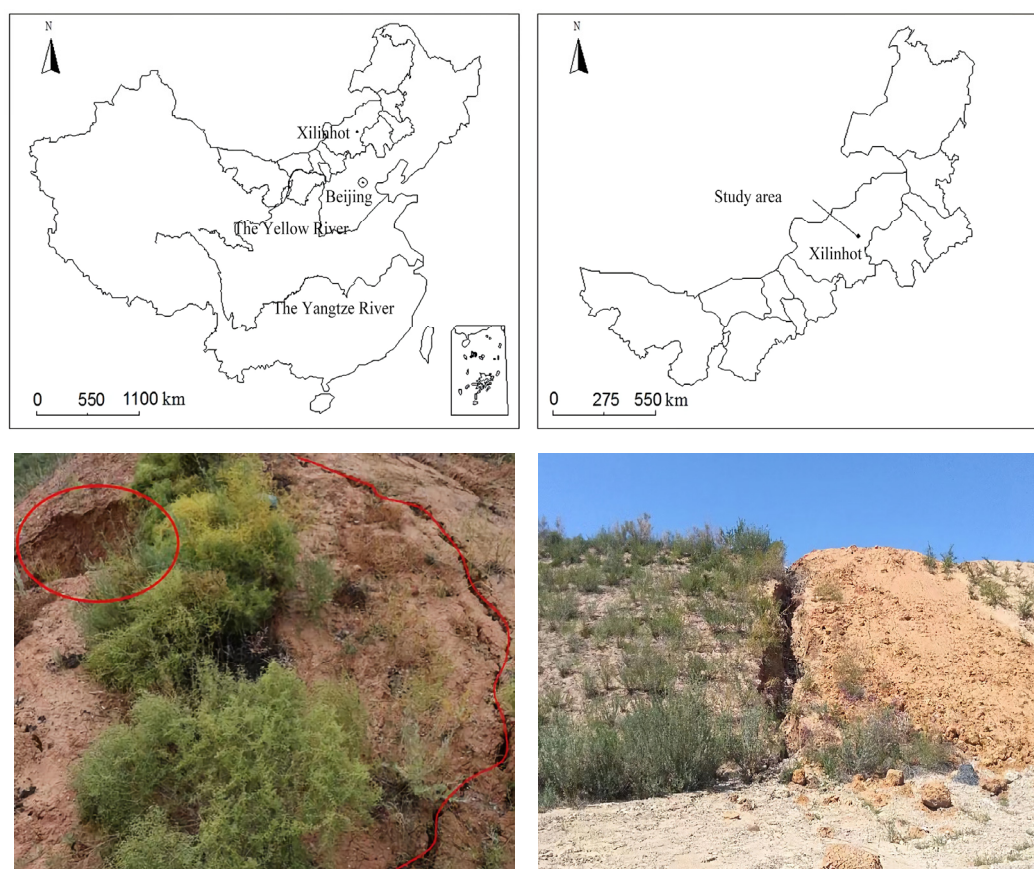 N
Xilinhot
Beijing
The Yellow River
The Yangtze River
0 550 1100 km
N
Study area
Xilinhot
0 275 550 km